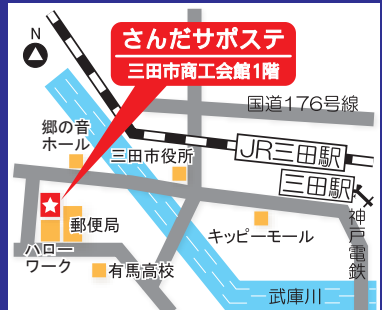 さんだサポステ
三田市商工会館1階
N
国道176号線
郷の音
ホール
三田市役所
JR三田駅
三田駅
神戸電鉄
郵便局
キッピーモール
ハロー
ワーク
有馬高校
武庫川